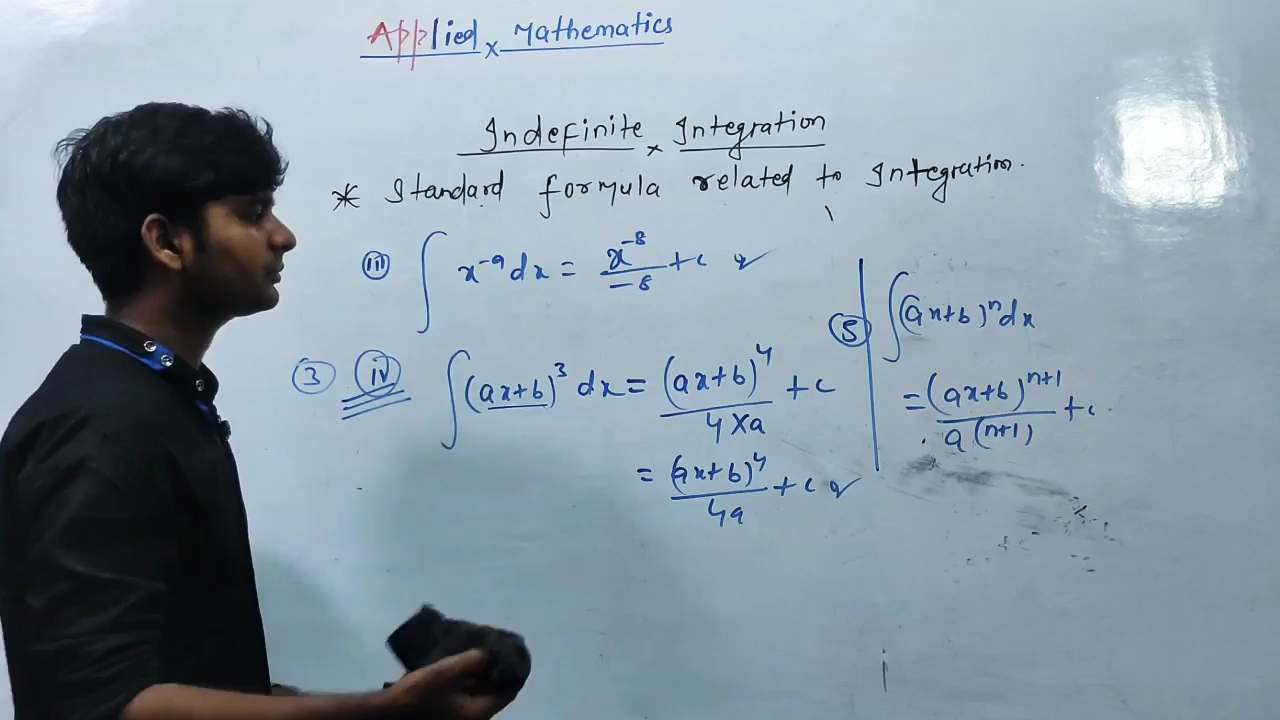 Applied × Mathematics
Indefinite × Integration
* Standard formula related to Integration.
(iii) ∫ x⁻⁹ dx = x⁻⁸/−8 + c
(3) (iv) ∫ (ax+b)³ dx = (ax+b)⁴/4×a + c
= (ax+b)⁴/4a + c
(5) ∫ (ax+b)ⁿ dx
= (ax+b)ⁿ⁺¹/a(n+1) + c.